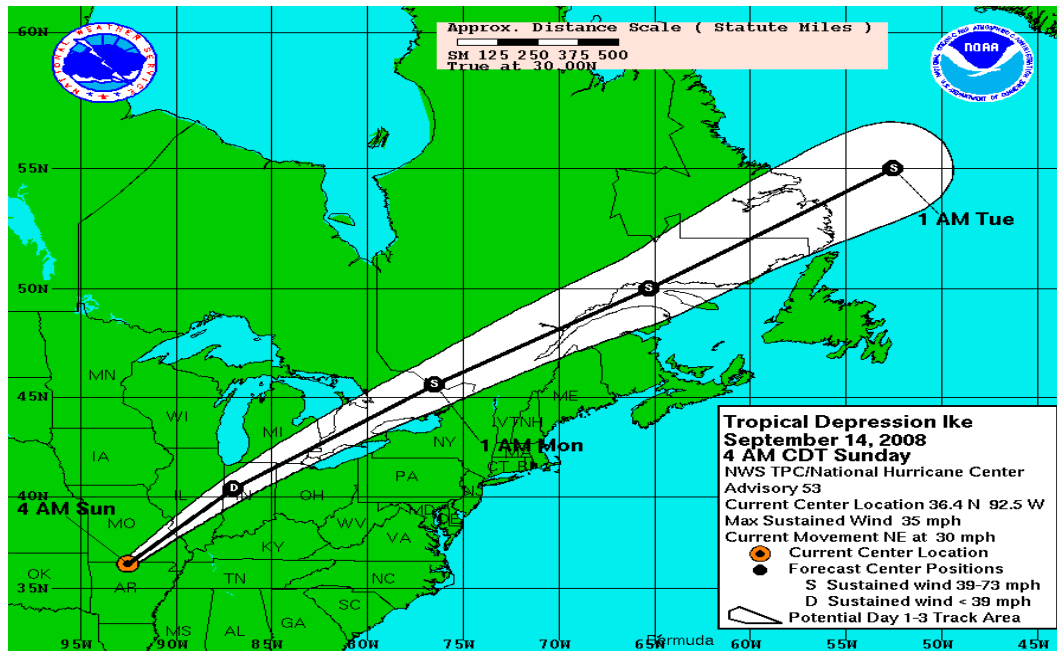 Approx. Distance Scale ( Statute Miles )
SM 125 250 375 500
True at 30.00N
NATIONAL WEATHER SERVICE
NOAA
60N
55N
1 AM Tue
50N
MN
45N
ME
WI
VT NH
MI
NY
1 AM Mon
MA
IA
CT RI
PA
40N
IL IN OH
4 AM Sun
MO
MD
DE
WV
VA
KY
OK
AR
TN
NC
35N
SC
MS AL GA
Bermuda
95W 90W 85W 80W 75W 70W 65W 60W 55W 50W
Tropical Depression Ike
September 14, 2008
4 AM CDT Sunday
NWS TPC/National Hurricane Center
Advisory 53
Current Center Location 36.4 N 92.5 W
Max Sustained Wind 35 mph
Current Movement NE at 30 mph
Current Center Location
Forecast Center Positions
S Sustained wind 39-73 mph
D Sustained wind < 39 mph
Potential Day 1-3 Track Area